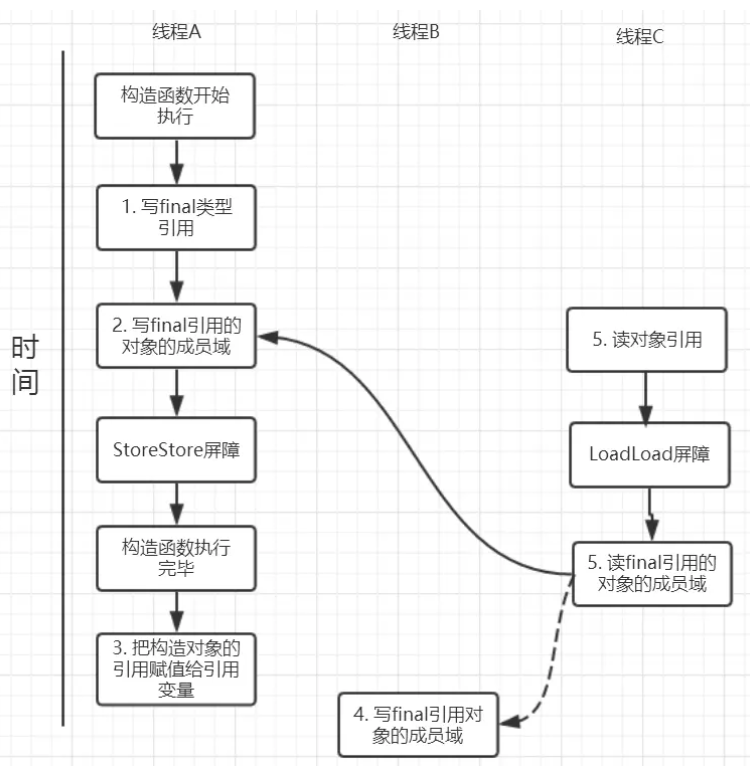 线程A
线程B
线程C
时
间
构造函数开始
执行
1. 写final类型
引用
2. 写final引用的
对象的成员域
StoreStore屏障
构造函数执行
完毕
3. 把构造对象的
引用赋值给引用
变量
4. 写final引用对
象的成员域
5. 读对象引用
LoadLoad屏障
5. 读final引用的
对象的成员域